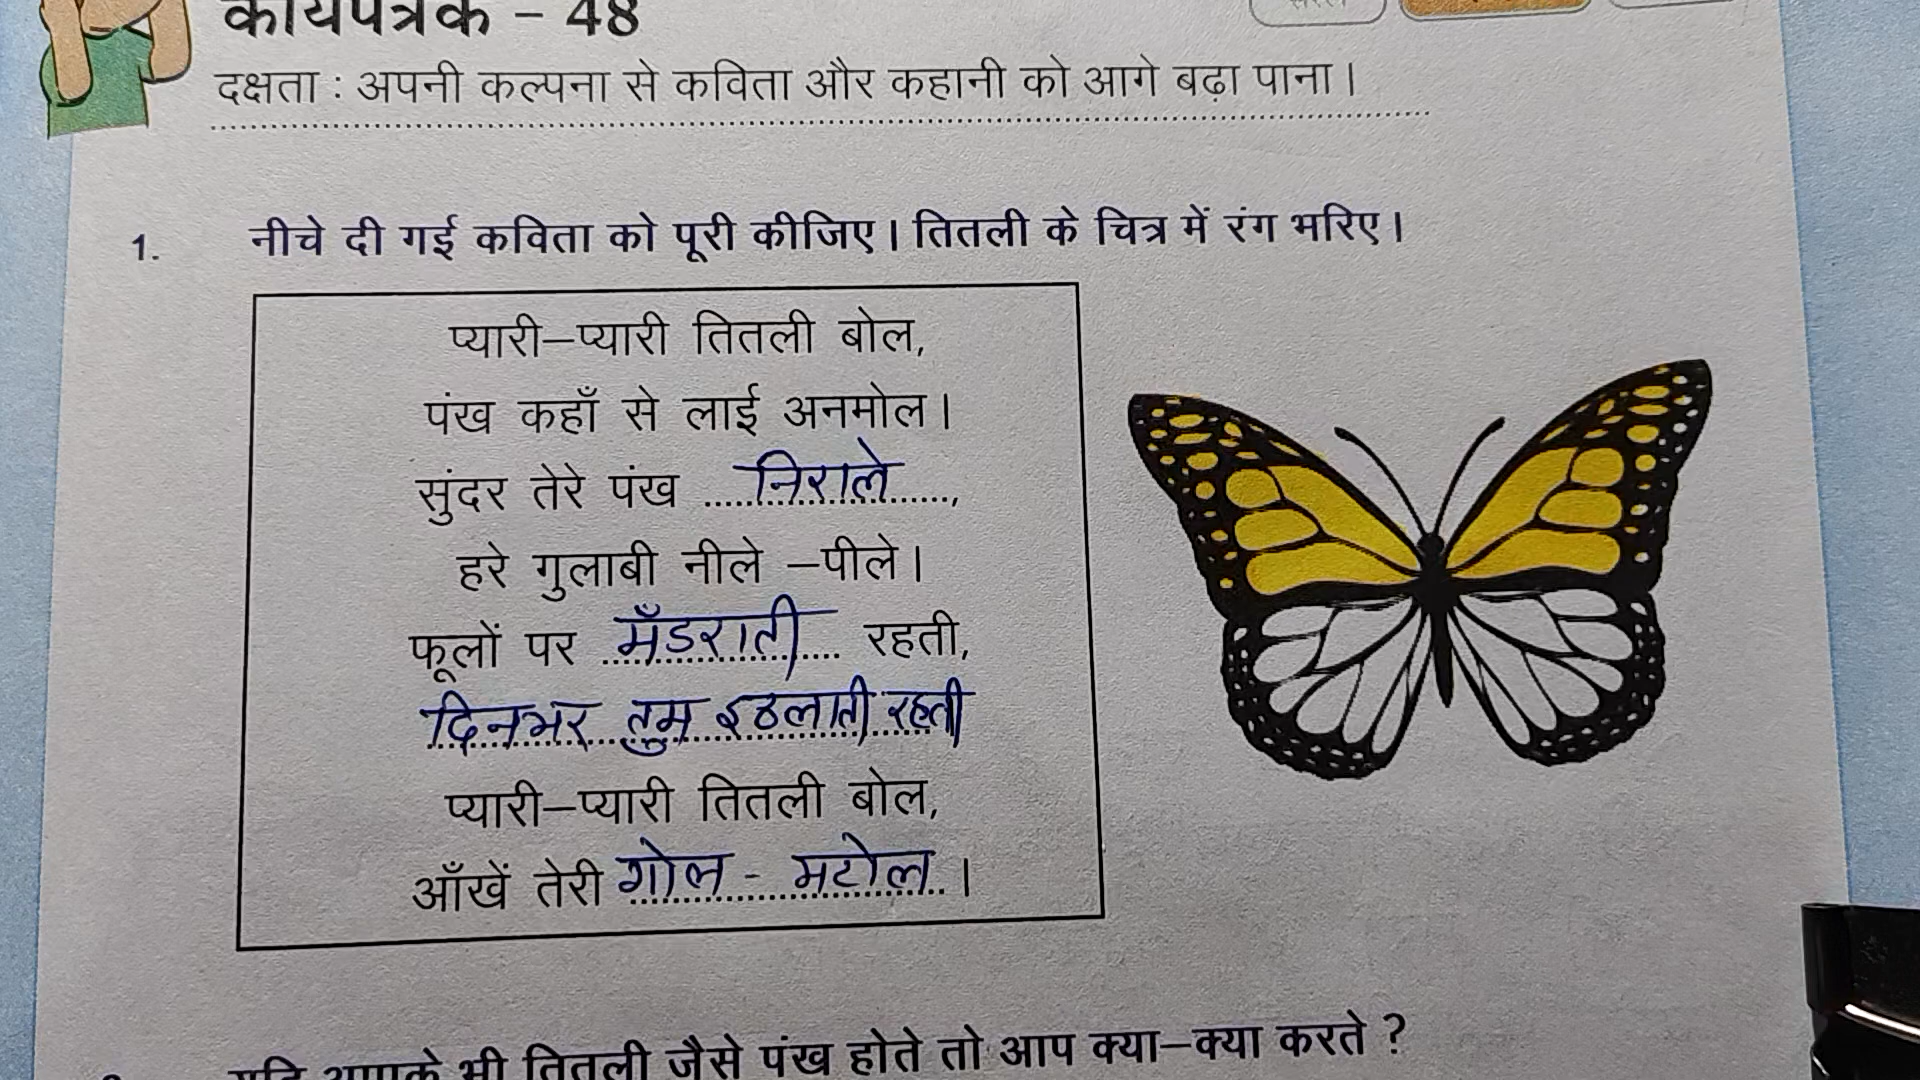 कार्यपत्रक – 48
दक्षता : अपनी कल्पना से कविता और कहानी को आगे बढ़ा पाना।
1. नीचे दी गई कविता को पूरी कीजिए। तितली के चित्र में रंग भरिए।
प्यारी–प्यारी तितली बोल,
पंख कहाँ से लाई अनमोल।
सुंदर तेरे पंख निराले,
हरे गुलाबी नीले –पीले।
फूलों पर मँडराती रहती,
दिनभर तुम इठलाती रहती
प्यारी–प्यारी तितली बोल,
आँखें तेरी गोल - मटोल।
यदि आपके भी तितली जैसे पंख होते तो आप क्या–क्या करते ?